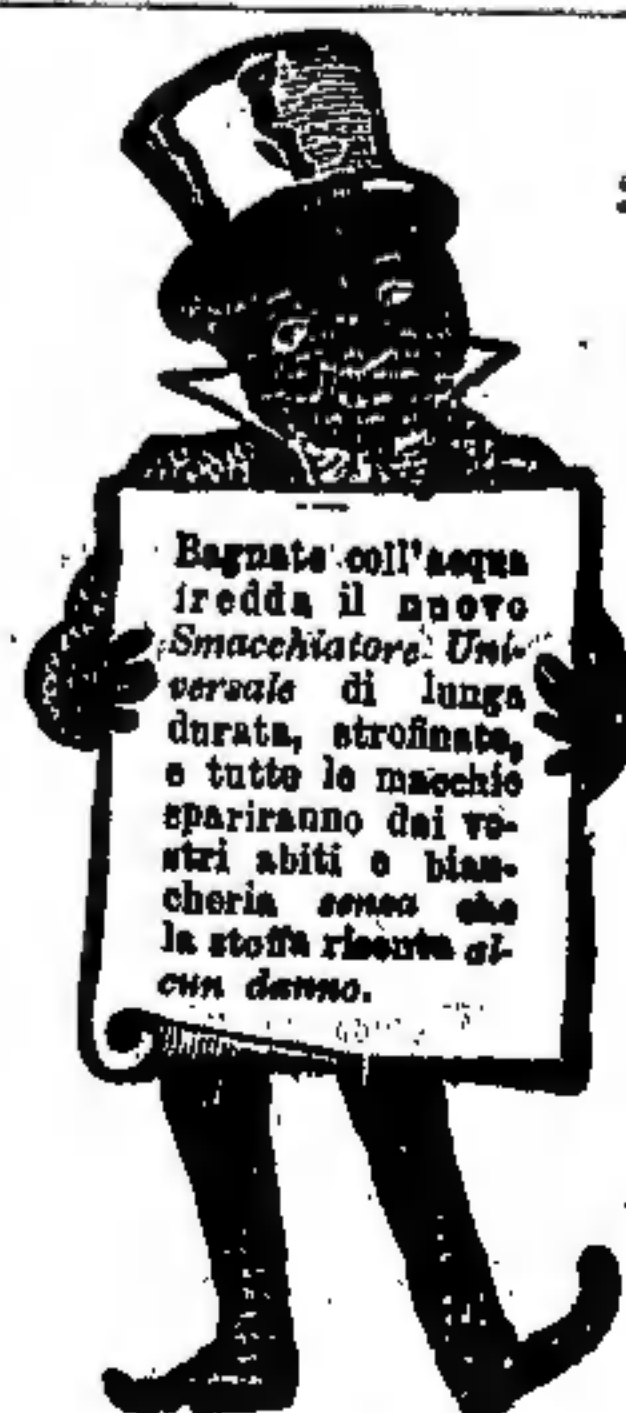 Bagnate coll'acqua
fredda il nuovo
Smacchiatore Uni-
versale di lunga
durata, strofinate,
e tutte le macchie
spariranno dai vo-
stri abiti e bian-
cheria senza che
la stoffa risenta al-
cun danno.